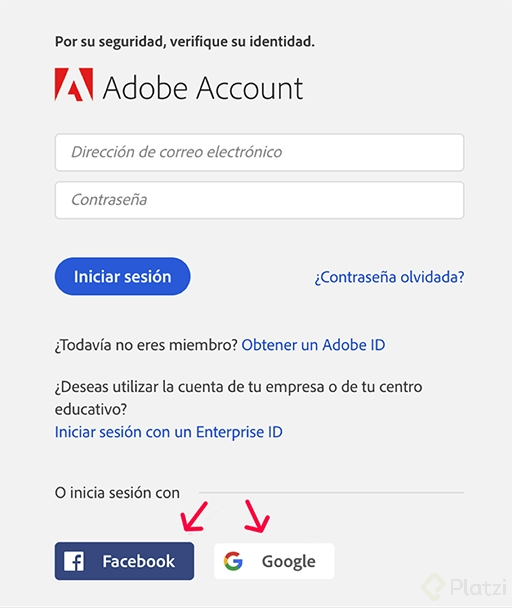 Por su seguridad, verifique su identidad.
Adobe Account
Dirección de correo electrónico
Contraseña
Iniciar sesión
¿Contraseña olvidada?
¿Todavía no eres miembro? Obtener un Adobe ID
¿Deseas utilizar la cuenta de tu empresa o de tu centro
educativo?
Iniciar sesión con un Enterprise ID
O inicia sesión con
Facebook
Google
Platzi